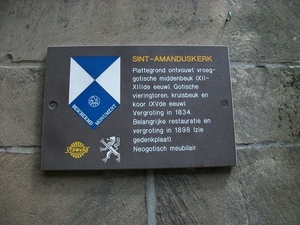 SINT-AMANDUSKERK
Plattegrond ontvouwt vroeg-
gotische middenbeuk (XII-
XIIIde eeuw). Gotische
vieringtoren, kruisbeuk en
koor (XVde eeuw).
Vergroting in 1834.
Belangrijke restauratie en
vergroting in 1898 (zie
gedenkplaat).
Neogotisch meubilair.
BESCHERMD MONUMENT